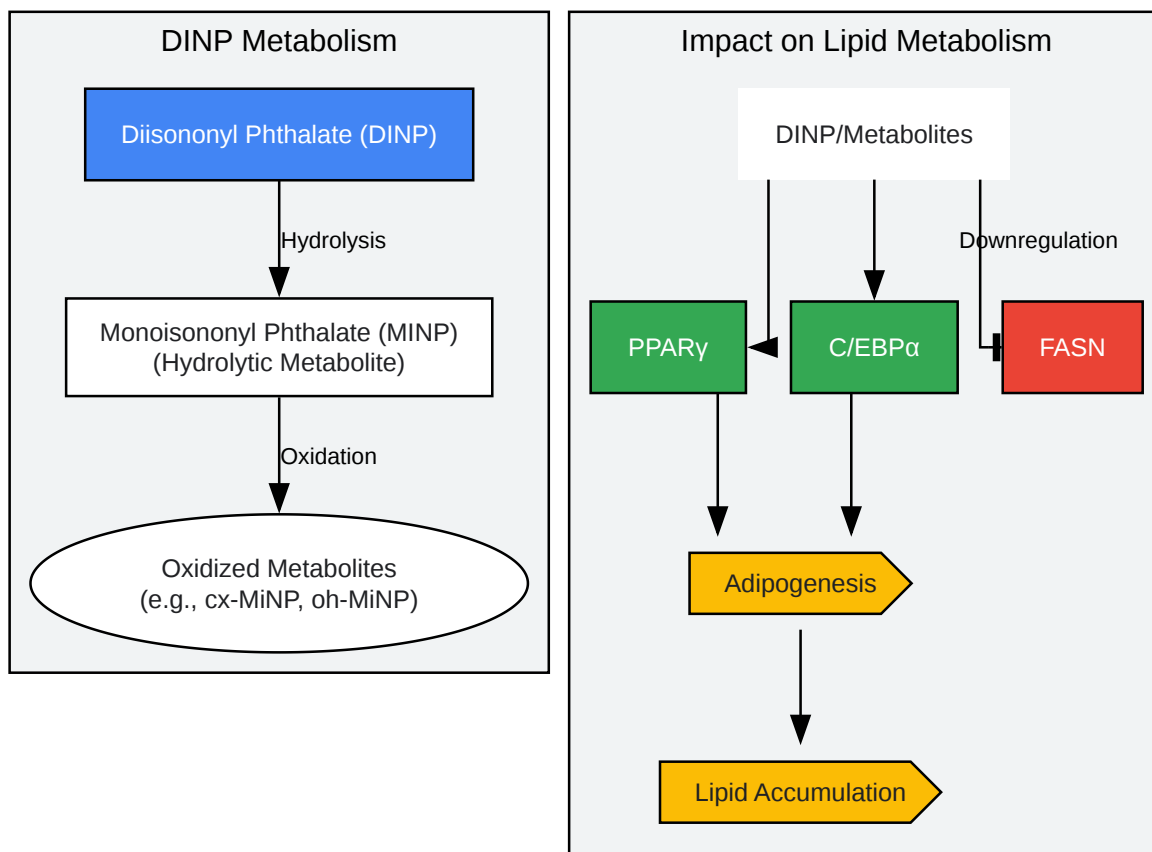 DINP Metabolism
Diisononyl Phthalate (DINP)
Hydrolysis
Monoisononyl Phthalate (MINP)
(Hydrolytic Metabolite)
Oxidation
Oxidized Metabolites
(e.g., cx-MiNP, oh-MiNP)
Impact on Lipid Metabolism
DINP/Metabolites
Downregulation
PPARγ
C/EBPα
FASN
Adipogenesis
Lipid Accumulation